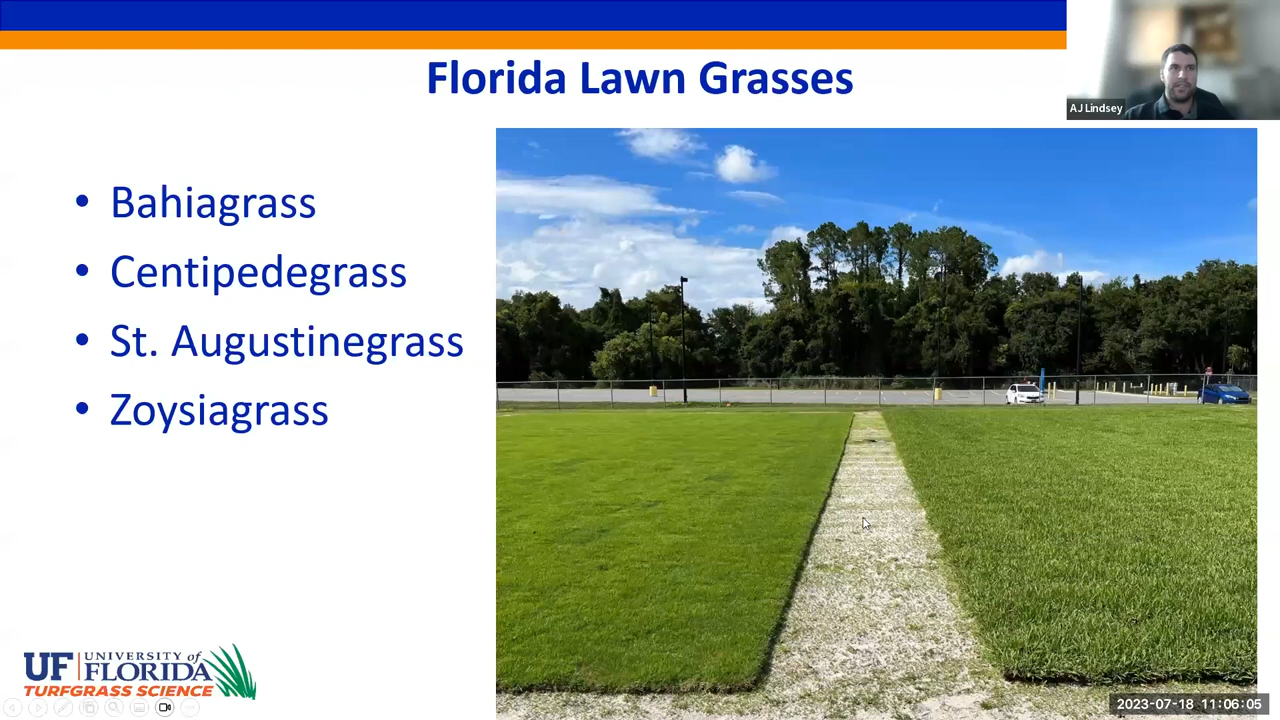 Florida Lawn Grasses
AJ Lindsey
• Bahiagrass
• Centipedegrass
• St. Augustinegrass
• Zoysiagrass
UF UNIVERSITY of
FLORIDA
TURFGRASS SCIENCE
2023-07-18 11:06:05